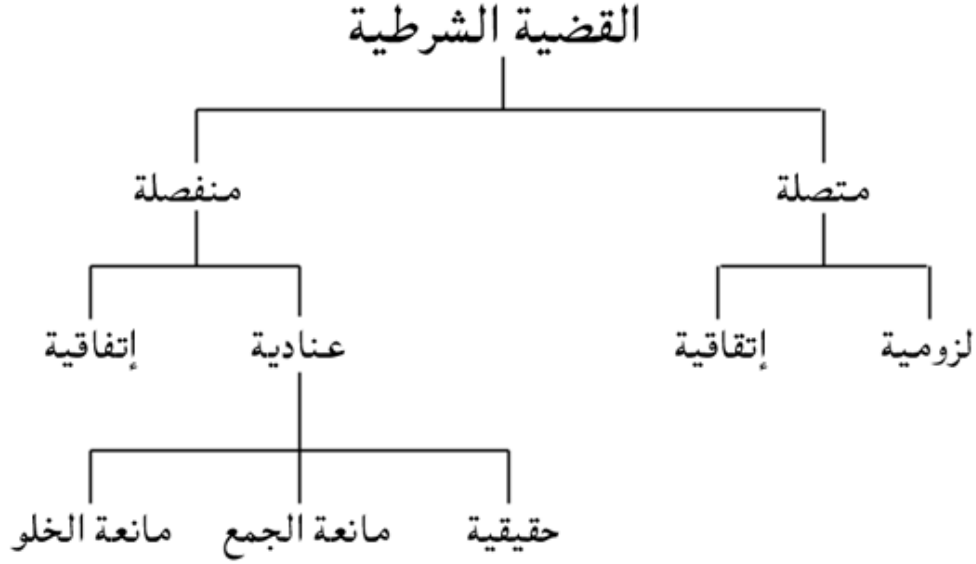 القضية الشرطية
متصلة منفصلة
لزومية إتقاقية عنادية إتفاقية
حقيقية مانعة الجمع مانعة الخلو